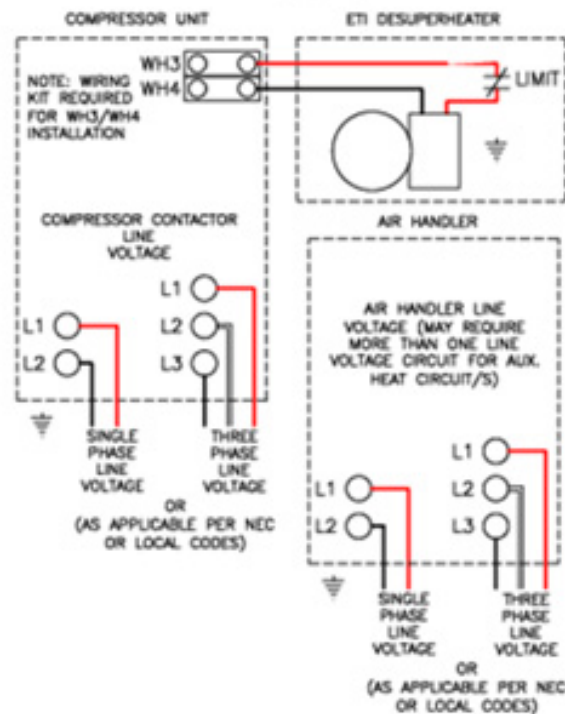 COMPRESSOR UNIT
ETI DESUPERHEATER
WH3
WH4
NOTE: WIRING
KIT REQUIRED
FOR WH3/WH4
INSTALLATION
LIMIT
COMPRESSOR CONTACTOR
LINE
VOLTAGE
L1
L2
L1
L2
L3
SINGLE
PHASE
LINE
VOLTAGE
THREE
PHASE
LINE
VOLTAGE
OR
(AS APPLICABLE PER NEC
OR LOCAL CODES)
AIR HANDLER
AIR HANDLER LINE
VOLTAGE (MAY REQUIRE
MORE THAN ONE LINE
VOLTAGE CIRCUIT FOR AUX.
HEAT CIRCUIT/S)
L1
L2
L1
L2
L3
SINGLE
PHASE
LINE
VOLTAGE
THREE
PHASE
LINE
VOLTAGE
OR
(AS APPLICABLE PER NEC
OR LOCAL CODES)